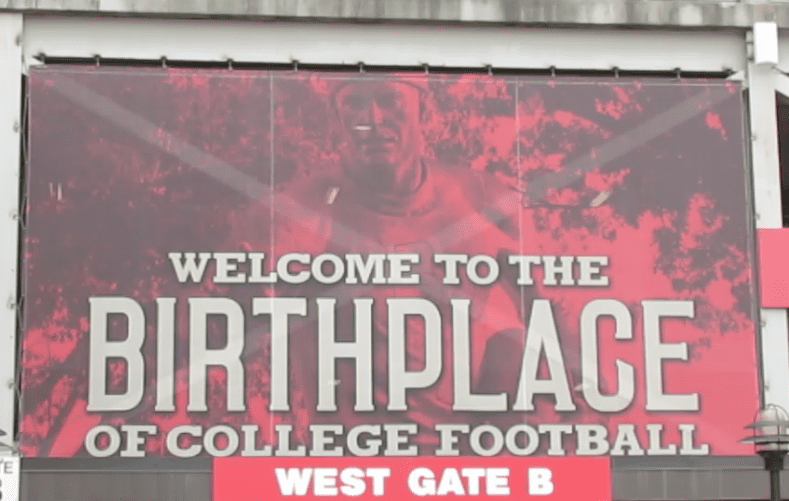 WELCOME TO THE
BIRTHPLACE
OF COLLEGE FOOTBALL
WEST GATE B